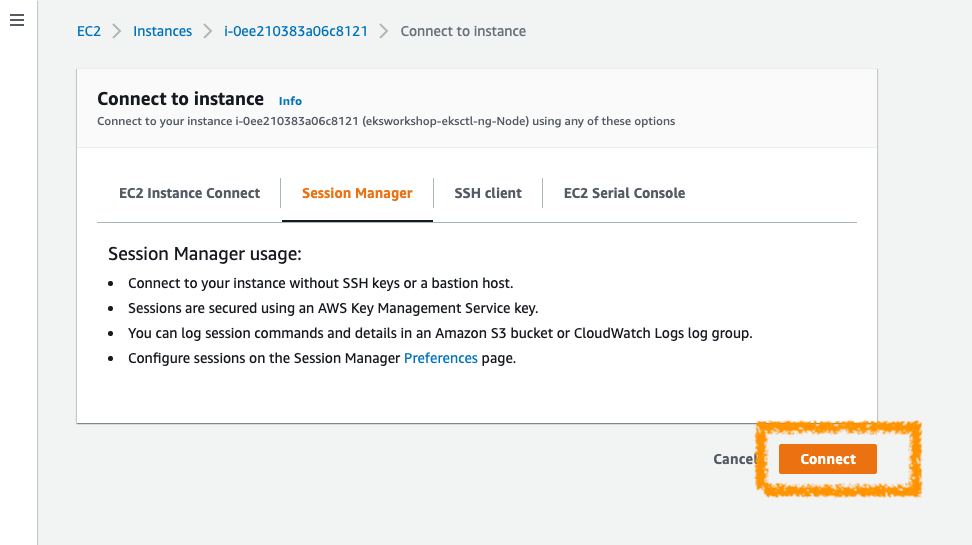 EC2 > Instances > i-0ee210383a06c8121 > Connect to instance
Connect to instance Info
Connect to your instance i-0ee210383a06c8121 (eksworkshop-eksctl-ng-Node) using any of these options
EC2 Instance Connect Session Manager SSH client EC2 Serial Console
Session Manager usage:
• Connect to your instance without SSH keys or a bastion host.
• Sessions are secured using an AWS Key Management Service key.
• You can log session commands and details in an Amazon S3 bucket or CloudWatch Logs log group.
• Configure sessions on the Session Manager Preferences page.
Cancel Connect